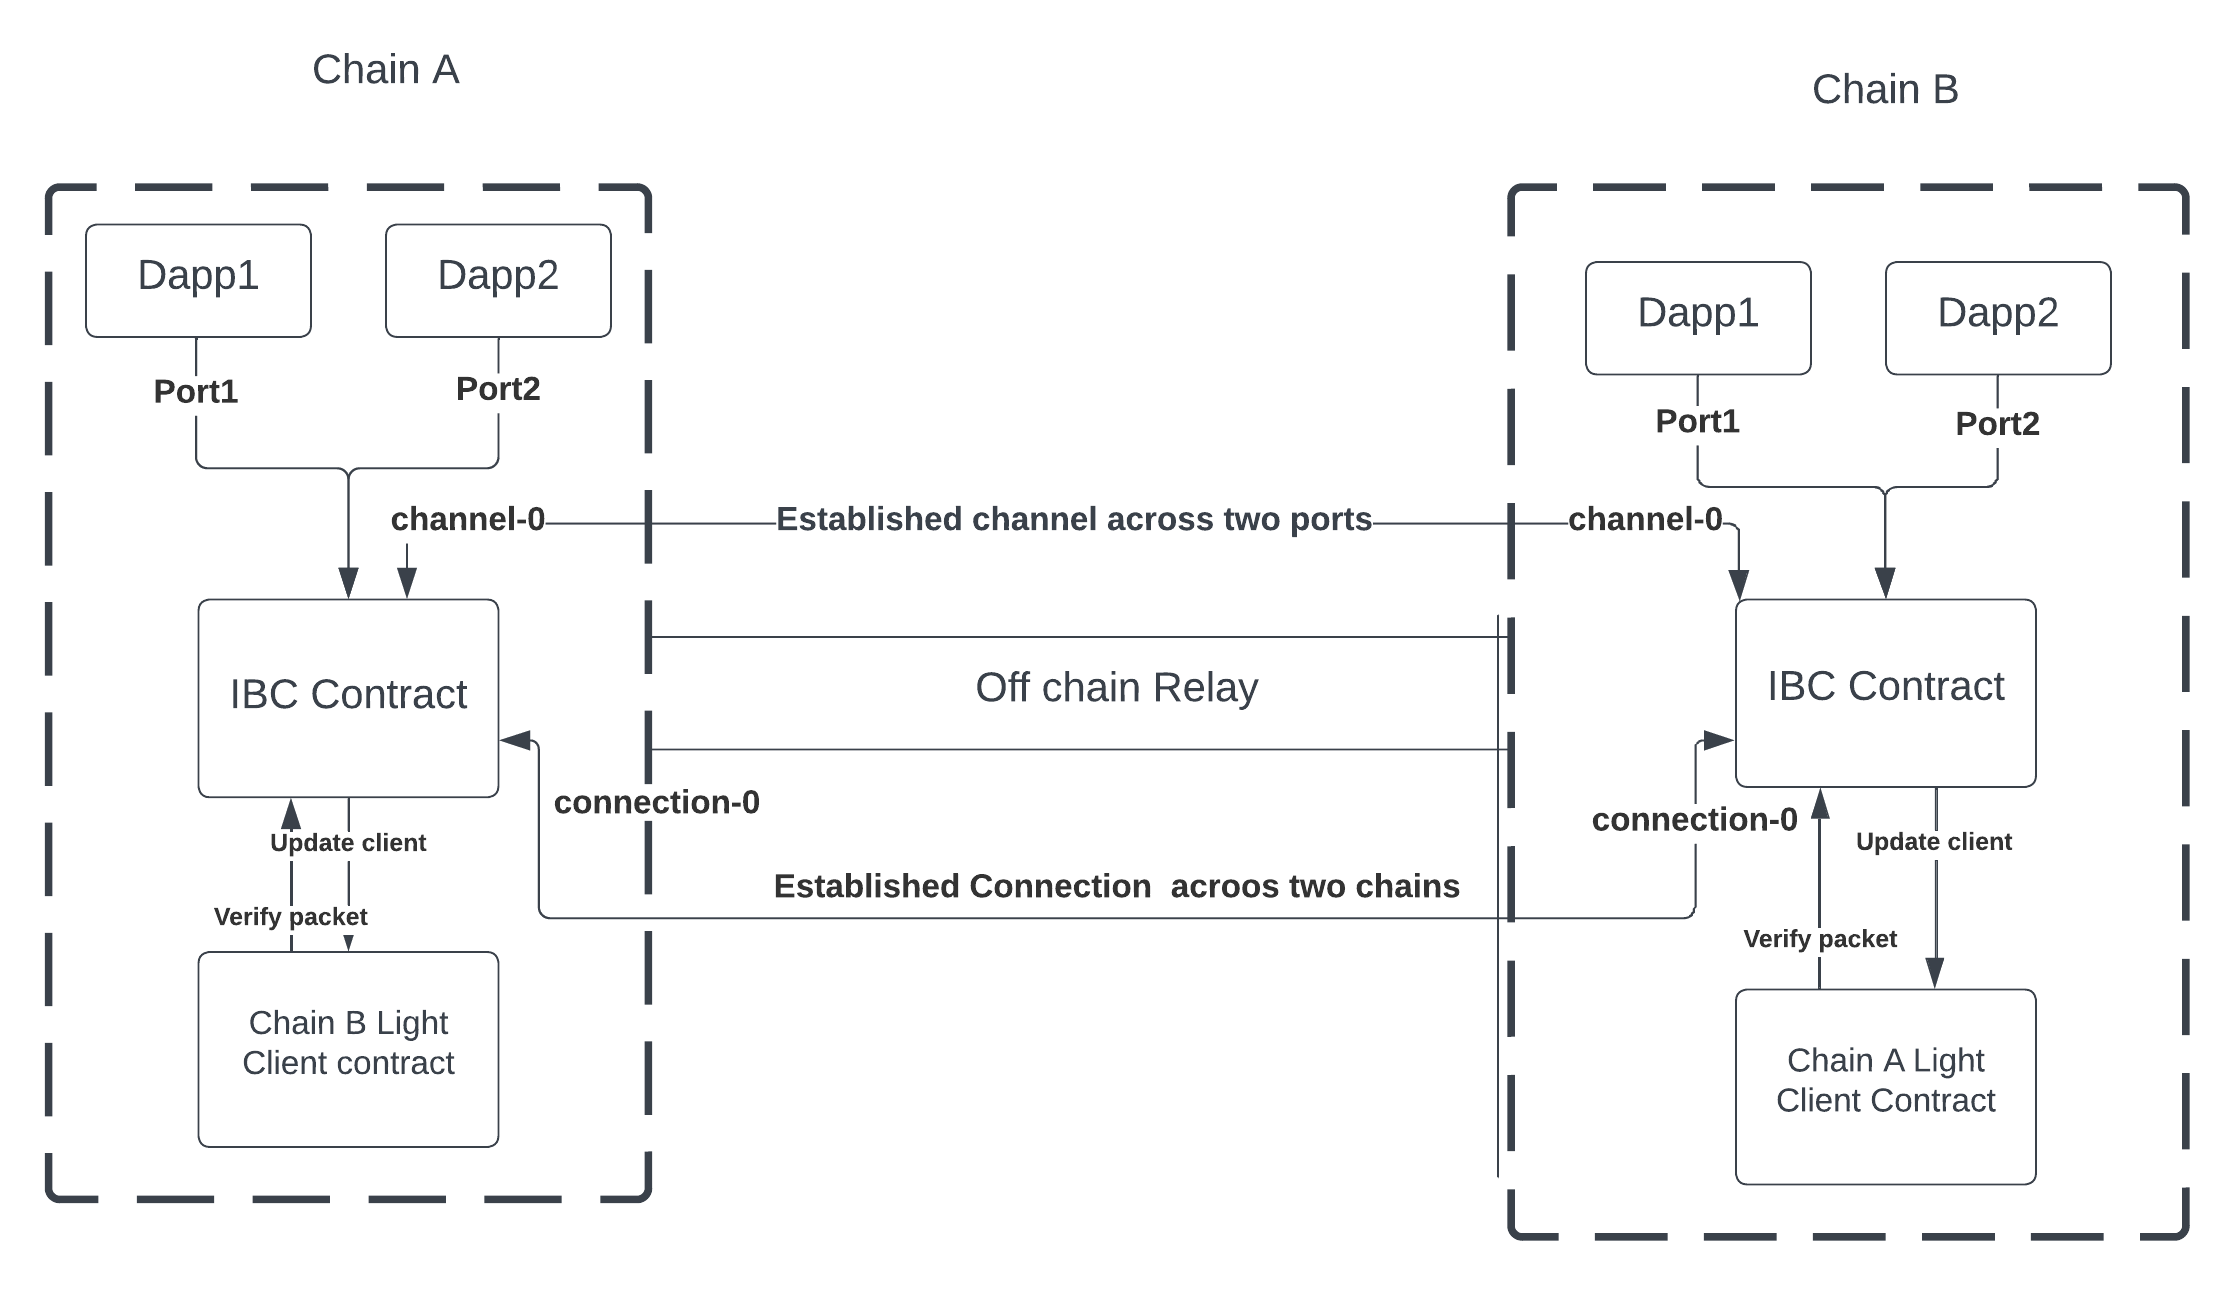 Chain A
Chain B
Dapp1
Dapp2
Dapp1
Dapp2
Port1
Port2
Port1
Port2
channel-0
Established channel across two ports
channel-0
IBC Contract
Off chain Relay
IBC Contract
connection-0
connection-0
Update client
Update client
Established Connection  acroos two chains
Verify packet
Verify packet
Chain B Light
Client contract
Chain A Light
Client Contract